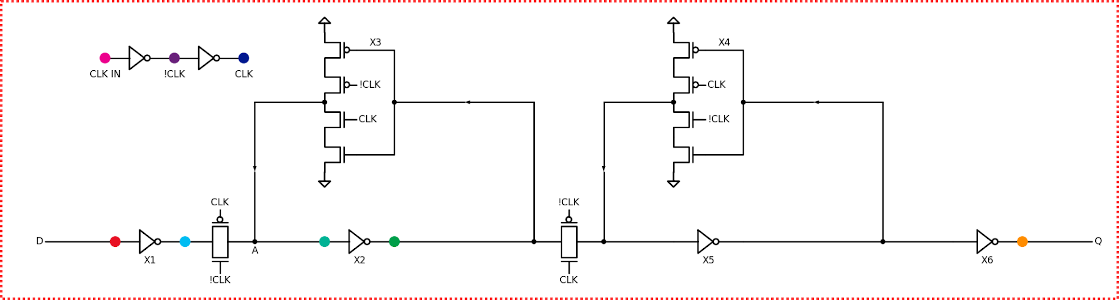 X3
X4
CLK IN
!CLK
CLK
!CLK
CLK
CLK
!CLK
CLK
!CLK
D
A
Q
X1
X2
X5
X6
!CLK
CLK